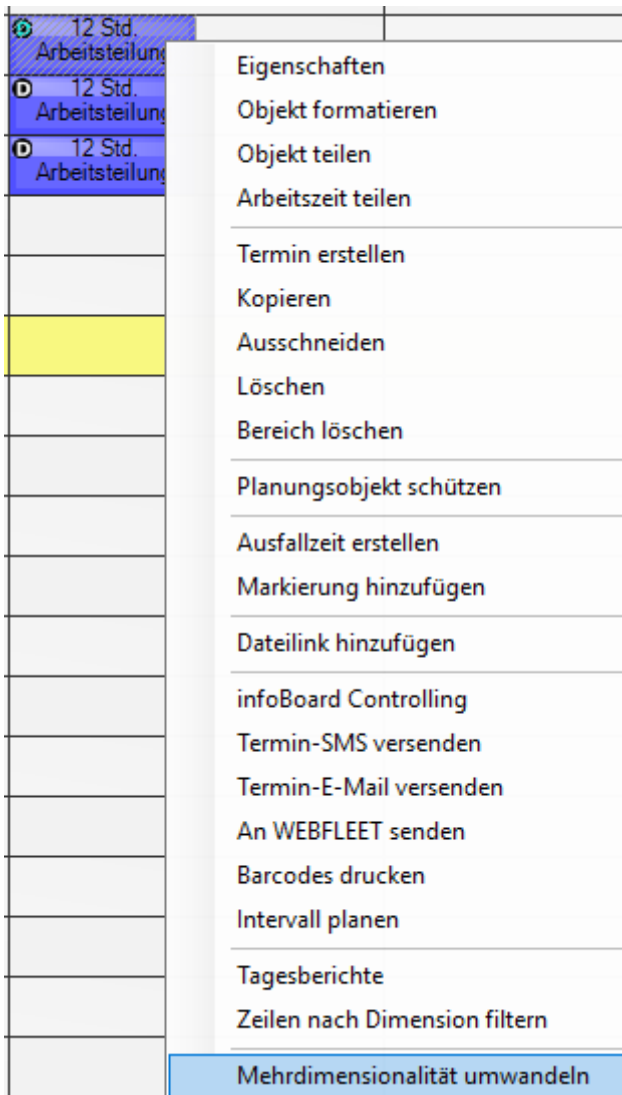 D 12 Std.
Arbeitsteilung
D 12 Std.
Arbeitsteilung
D 12 Std.
Arbeitsteilung
Eigenschaften
Objekt formatieren
Objekt teilen
Arbeitszeit teilen
Termin erstellen
Kopieren
Ausschneiden
Löschen
Bereich löschen
Planungsobjekt schützen
Ausfallzeit erstellen
Markierung hinzufügen
Dateilink hinzufügen
infoBoard Controlling
Termin-SMS versenden
Termin-E-Mail versenden
An WEBFLEET senden
Barcodes drucken
Intervall planen
Tagesberichte
Zeilen nach Dimension filtern
Mehrdimensionalität umwandeln